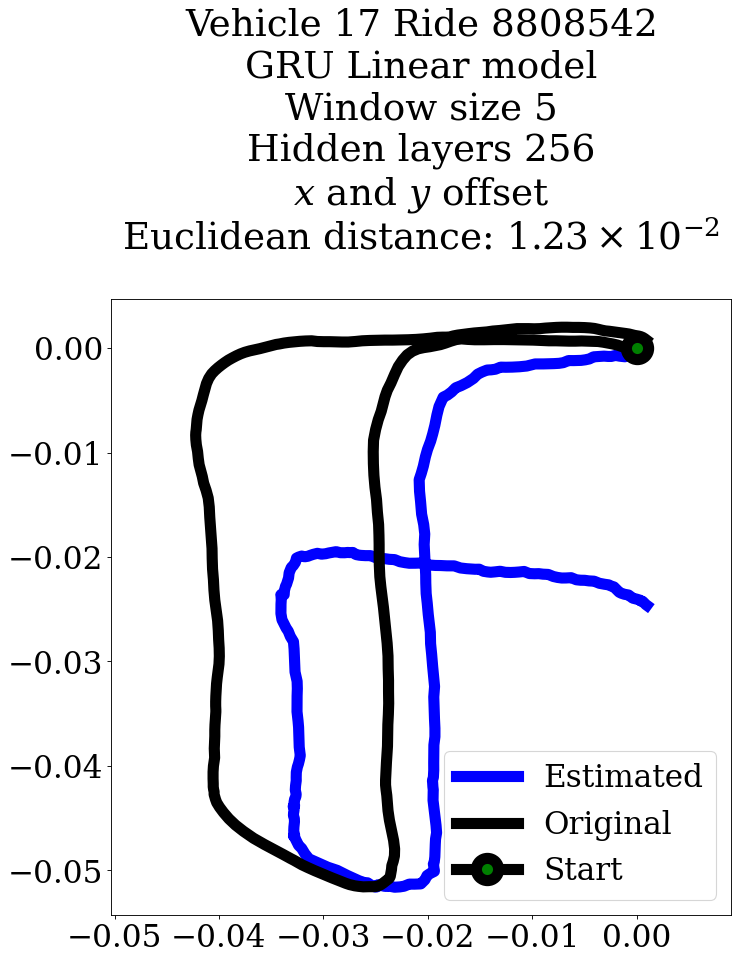 Vehicle 17 Ride 8808542
GRU Linear model
Window size 5
Hidden layers 256
x and y offset
Euclidean distance: 1.23 × 10⁻²
0.00
−0.01
−0.02
−0.03
−0.04
−0.05
Estimated
Original
Start
−0.05 −0.04 −0.03 −0.02 −0.01 0.00